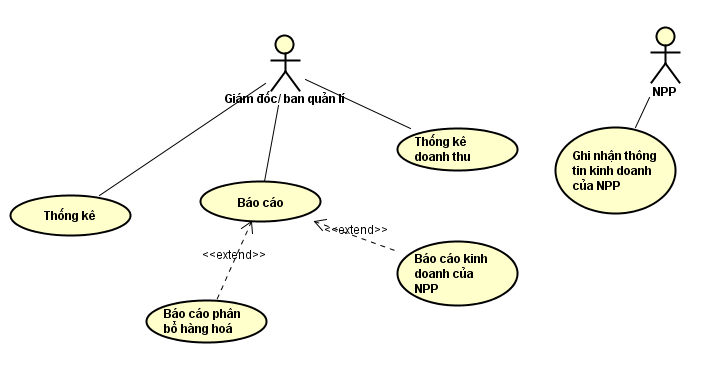 Giám đốc/ ban quản lí
NPP
Thống kê
doanh thu
Ghi nhận thông
tin kinh doanh
của NPP
Thống kê
Báo cáo
<<extend>>
<<extend>>
Báo cáo kinh
doanh của
NPP
Báo cáo phân
bổ hàng hoá